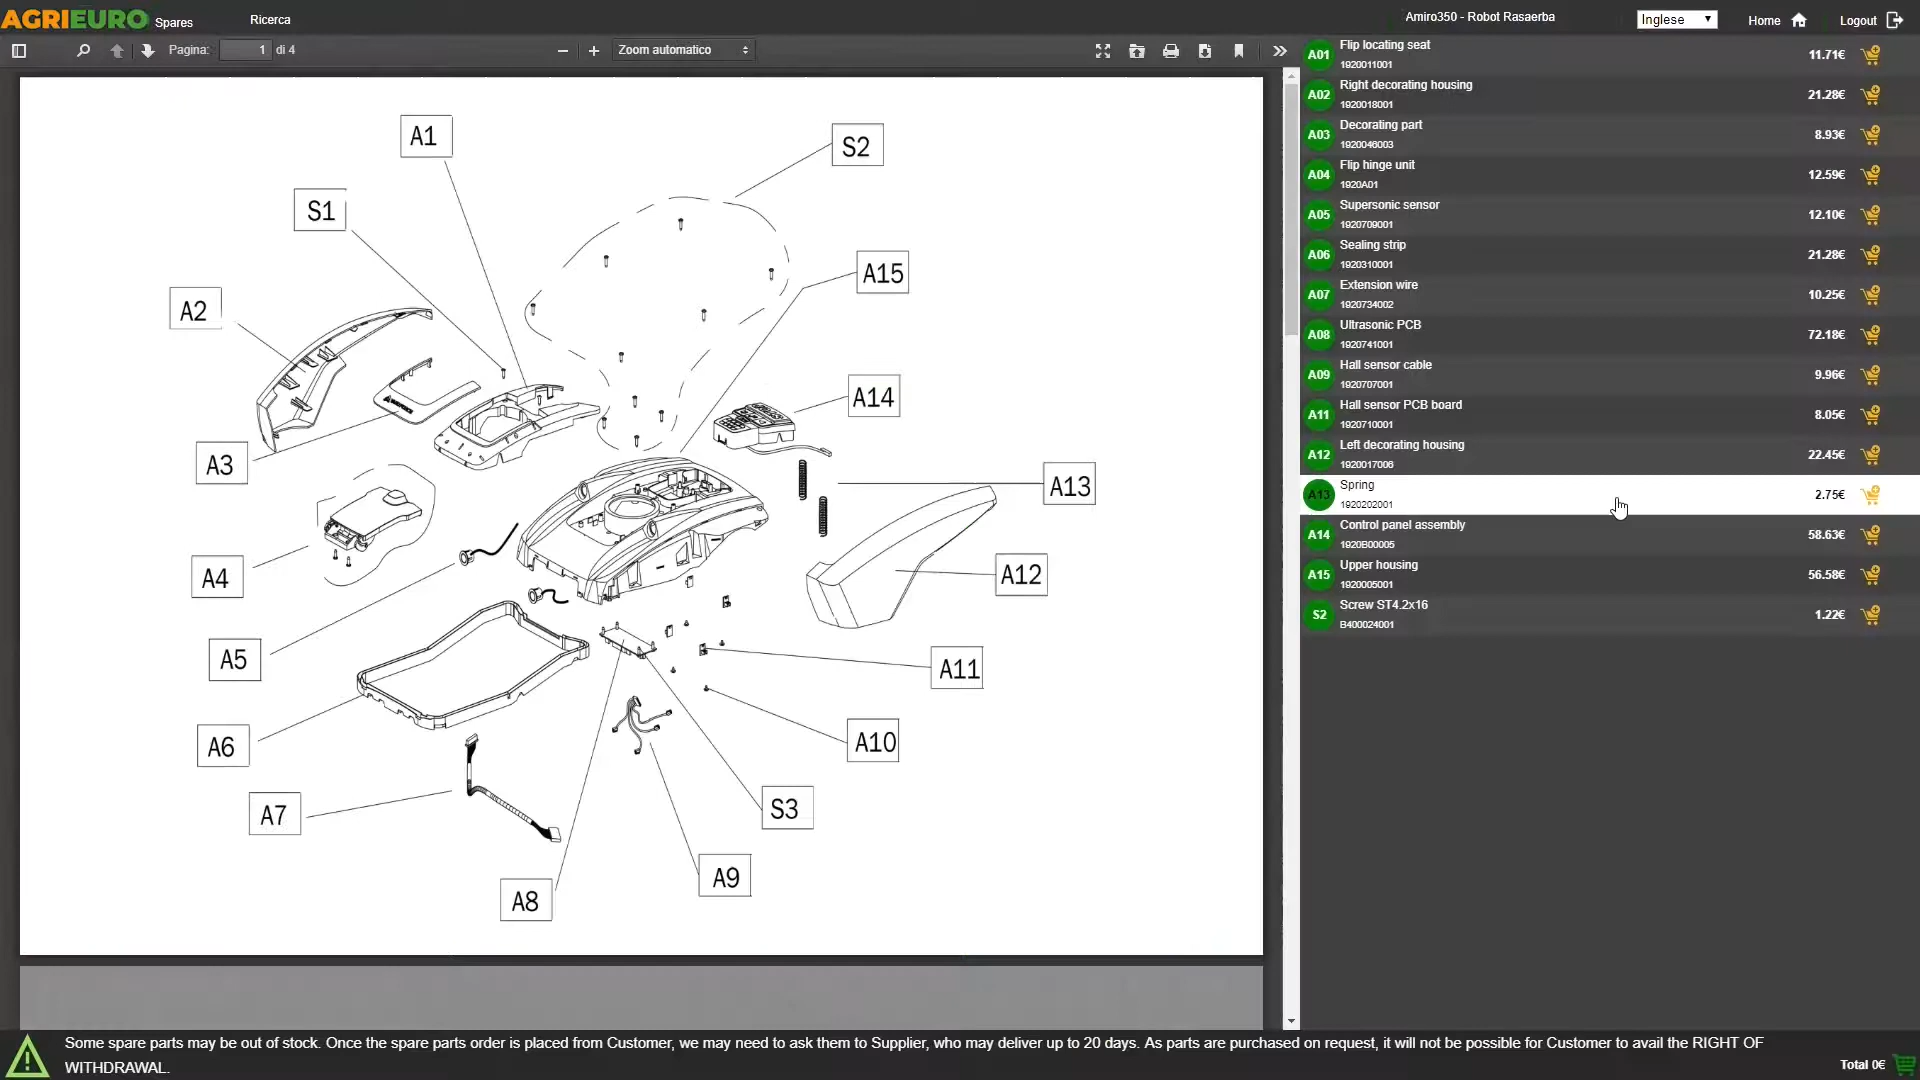 AGRIEURO Spares
Ricerca
Amiro350 - Robot Rasaerba
Inglese
Home
Logout
Pagina:
1
di 4
Zoom automatico
A1
S2
S1
A15
A2
A14
A3
A13
A4
A12
A5
A11
A6
A10
A7
S3
A9
A8
A01
Flip locating seat
1920011001
11.71€
A02
Right decorating housing
1920018001
21.28€
A03
Decorating part
1920046003
8.93€
A04
Flip hinge unit
1920A01
12.59€
A05
Supersonic sensor
1920709001
12.10€
A06
Sealing strip
1920310001
21.28€
A07
Extension wire
1920734002
10.25€
A08
Ultrasonic PCB
1920741001
72.18€
A09
Hall sensor cable
1920707001
9.96€
A11
Hall sensor PCB board
1920710001
8.05€
A12
Left decorating housing
1920017006
22.45€
A13
Spring
1920202001
2.75€
A14
Control panel assembly
1920B00005
58.63€
A15
Upper housing
1920005001
56.58€
S2
Screw ST4.2x16
B400024001
1.22€
Some spare parts may be out of stock. Once the spare parts order is placed from Customer, we may need to ask them to Supplier, who may deliver up to 20 days. As parts are purchased on request, it will not be possible for Customer to avail the RIGHT OF
WITHDRAWAL.
Total 0€